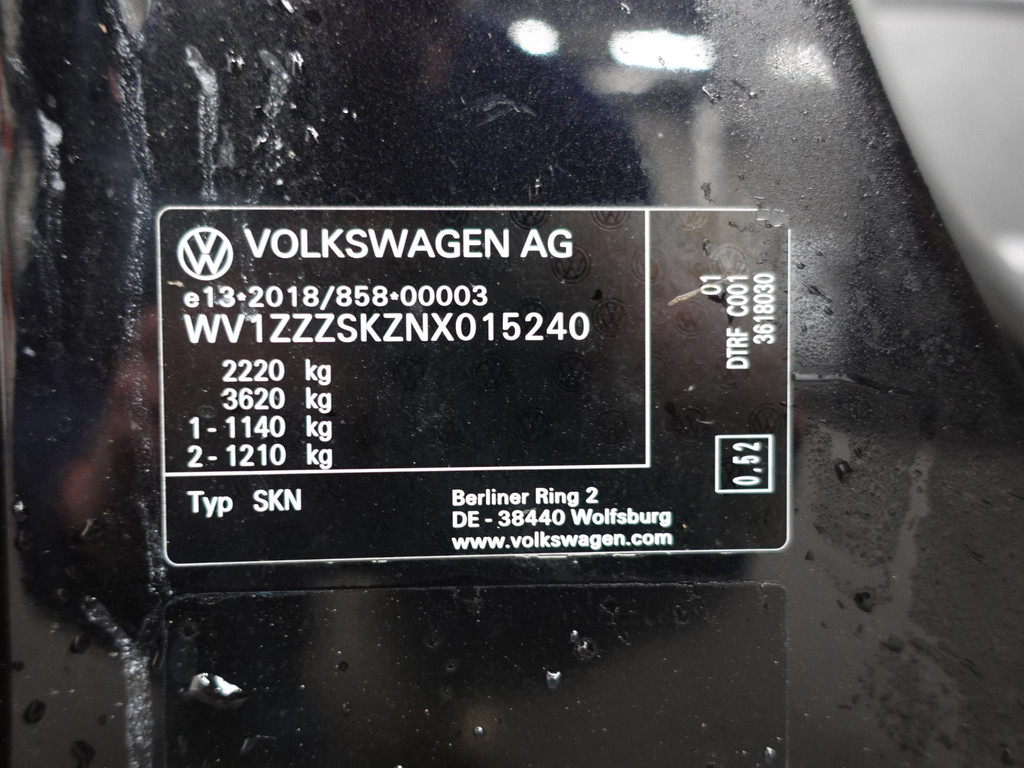 VOLKSWAGEN AG
e13*2018/858*00003
WV1ZZZSKZNX015240
2220 kg
3620 kg
1 - 1140 kg
2 - 1210 kg
Typ SKN
Berliner Ring 2
DE - 38440 Wolfsburg
www.volkswagen.com
01
DTRF C001
3618030
0.52